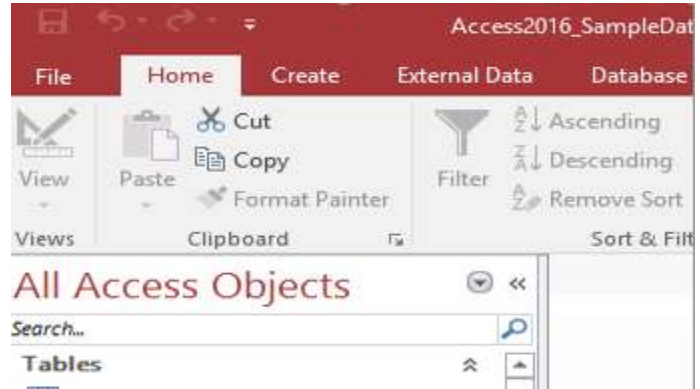 Access2016_SampleDat
File Home Create External Data Database
View Paste Cut Copy Format Painter Filter Ascending Descending Remove Sort
Views Clipboard Sort & Filt
All Access Objects
Search...
Tables